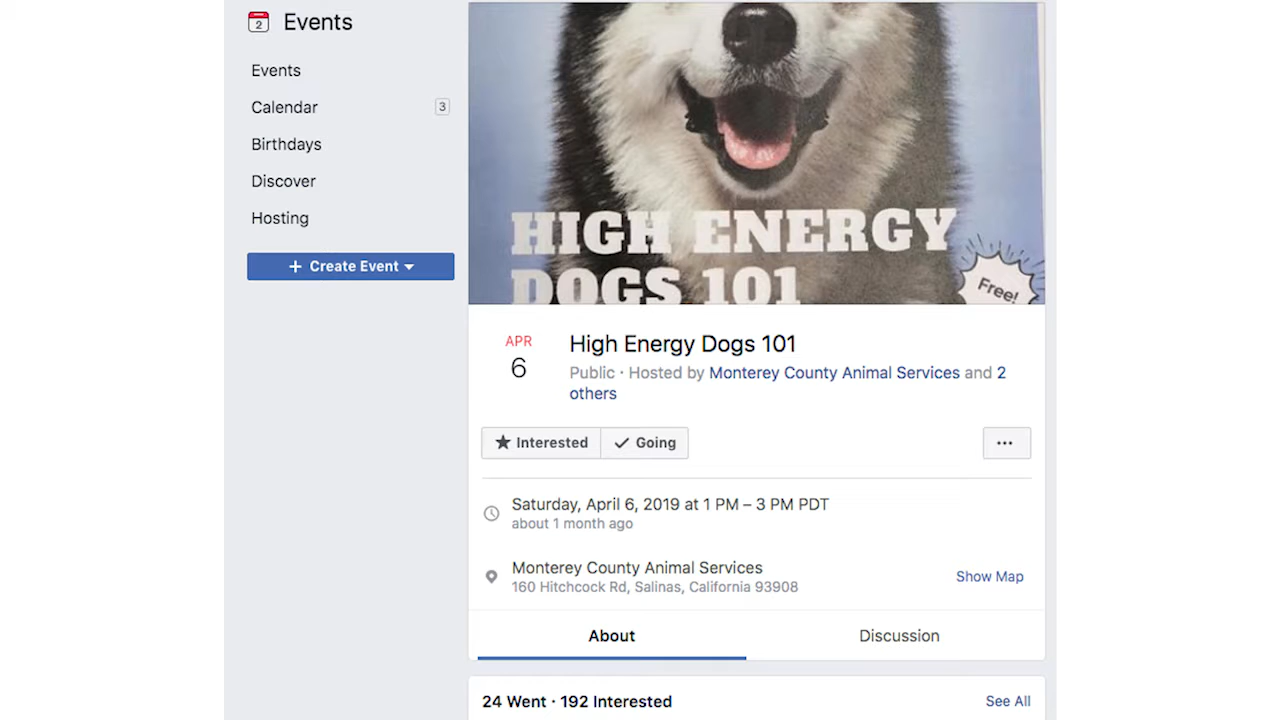 2
Events
Events
Calendar 3
Birthdays
Discover
Hosting
+ Create Event
HIGH ENERGY
DOGS 101
Free!
APR
6
High Energy Dogs 101
Public · Hosted by Monterey County Animal Services and 2
others
Interested
Going
Saturday, April 6, 2019 at 1 PM – 3 PM PDT
about 1 month ago
Monterey County Animal Services
160 Hitchcock Rd, Salinas, California 93908
Show Map
About
Discussion
24 Went · 192 Interested
See All